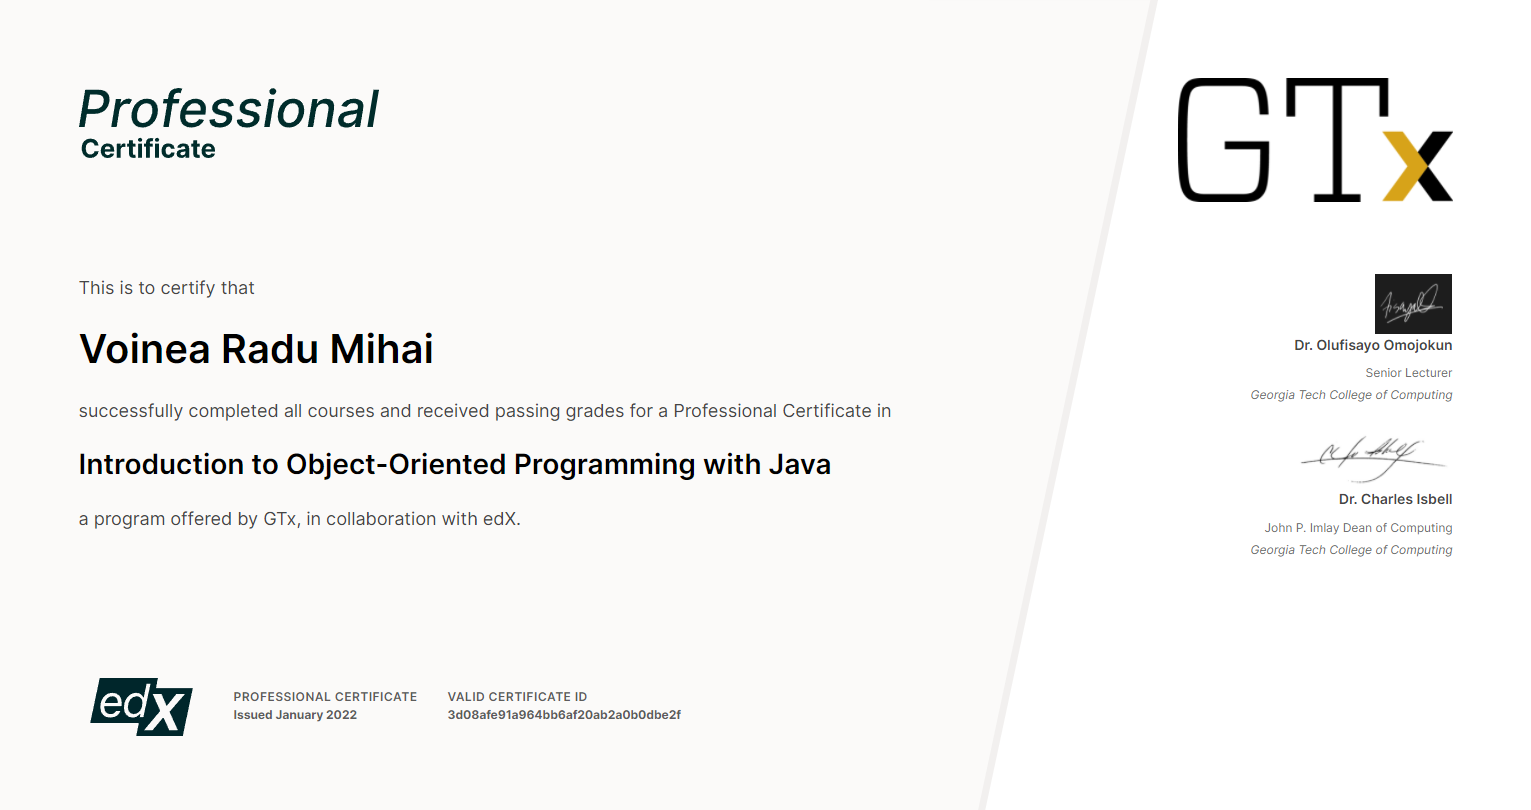 Professional
Certificate
This is to certify that
Voinea Radu Mihai
successfully completed all courses and received passing grades for a Professional Certificate in
Introduction to Object-Oriented Programming with Java
a program offered by GTx, in collaboration with edX.
edX
PROFESSIONAL CERTIFICATE
Issued January 2022
VALID CERTIFICATE ID
3d08afe91a964bb6af20ab2a0b0dbe2f
GTx
Dr. Olufisayo Omojokun
Senior Lecturer
Georgia Tech College of Computing
Dr. Charles Isbell
John P. Imlay Dean of Computing
Georgia Tech College of Computing